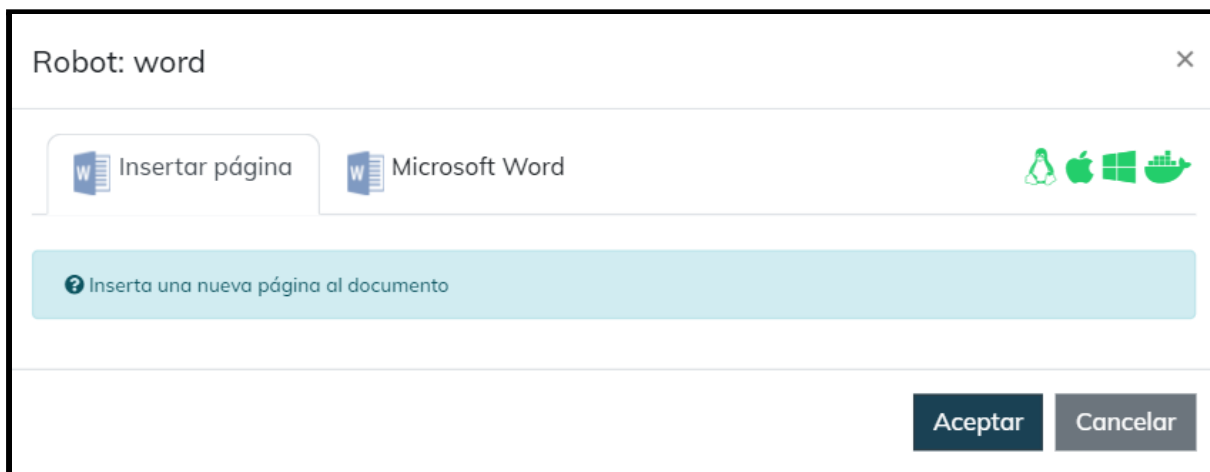 Robot: word
×
W Insertar página
W Microsoft Word
? Inserta una nueva página al documento
Aceptar Cancelar